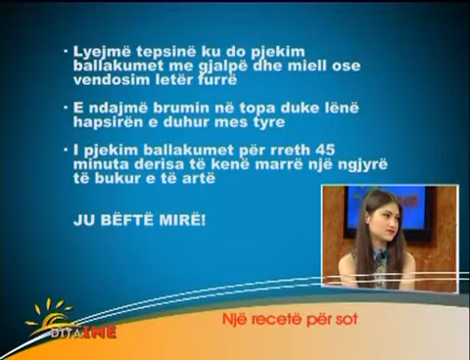 · Lyejmë tepsinë ku do pjekim
ballakumet me gjalpë dhe miell ose
vendosim letër furrë
· E ndajmë brumin në topa duke lënë
hapsirën e duhur mes tyre
· I pjekim ballakumet për rreth 45
minuta derisa të kenë marrë një ngjyrë
të bukur e të artë
JU BËFTË MIRË!
Një recetë për sot
DITA IME